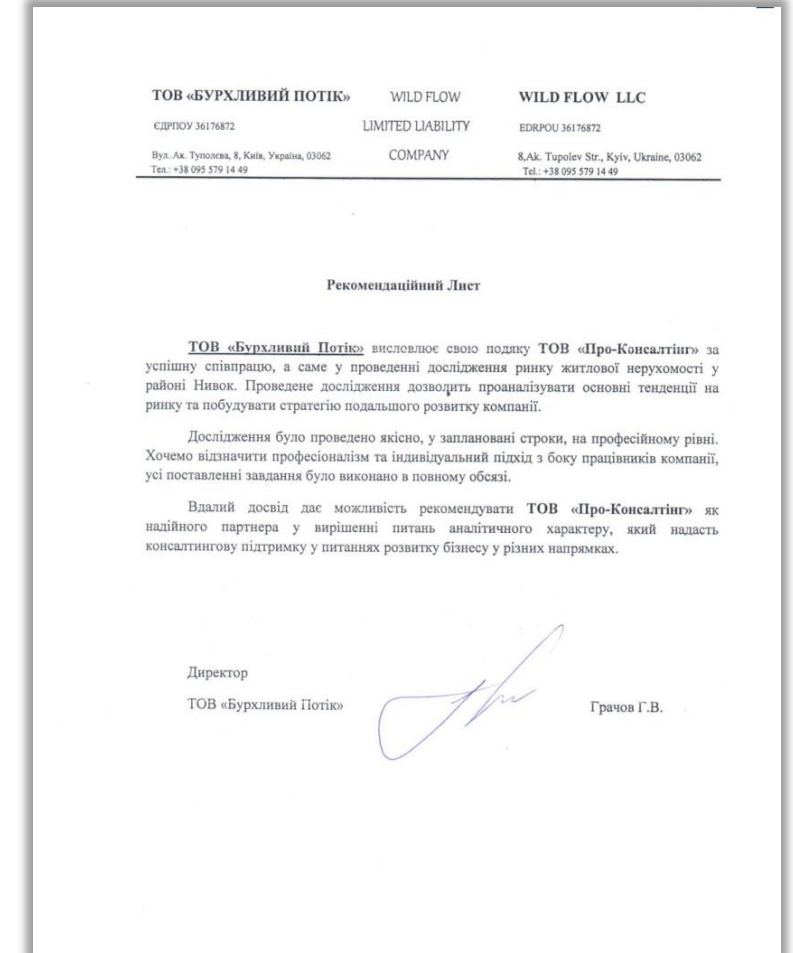 ТОВ «БУРХЛИВИЙ ПОТІК» WILD FLOW WILD FLOW LLC
ЄДРПОУ 36176872 LIMITED LIABILITY EDRPOU 36176872
Вул..Ак. Туполєва, 8, Київ, Україна, 03062 COMPANY 8,Ak. Tupolev Str., Kyiv, Ukraine, 03062
Тел.: +38 095 579 14 49 Tel.: +38 095 579 14 49
Рекомендаційний Лист
ТОВ «Бурхливий Потік» висловлює свою подяку ТОВ «Про-Консалтінг» за
успішну співпрацю, а саме у проведенні дослідження ринку житлової нерухомості у
районі Нивок. Проведене дослідження дозволить проаналізувати основні тенденції на
ринку та побудувати стратегію подальшого розвитку компанії.
Дослідження було проведено якісно, у заплановані строки, на професійному рівні.
Хочемо відзначити професіоналізм та індивідуальний підхід з боку працівників компанії,
усі поставленні завдання було виконано в повному обсязі.
Вдалий досвід дає можливість рекомендувати ТОВ «Про-Консалтінг» як
надійного партнера у вирішенні питань аналітичного характеру, який надасть
консалтингову підтримку у питаннях розвитку бізнесу у різних напрямках.
Директор
ТОВ «Бурхливий Потік» Грачов Г.В.